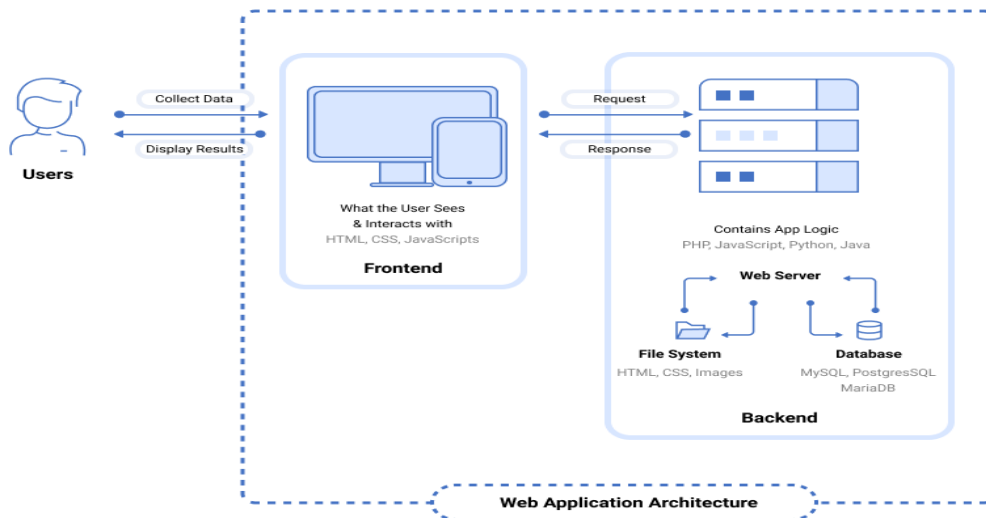 Collect Data
Display Results
Users
What the User Sees
& Interacts with
HTML, CSS, JavaScripts
Frontend
Request
Response
Contains App Logic
PHP, JavaScript, Python, Java
Web Server
File System
HTML, CSS, Images
Database
MySQL, PostgresSQL
MariaDB
Backend
Web Application Architecture